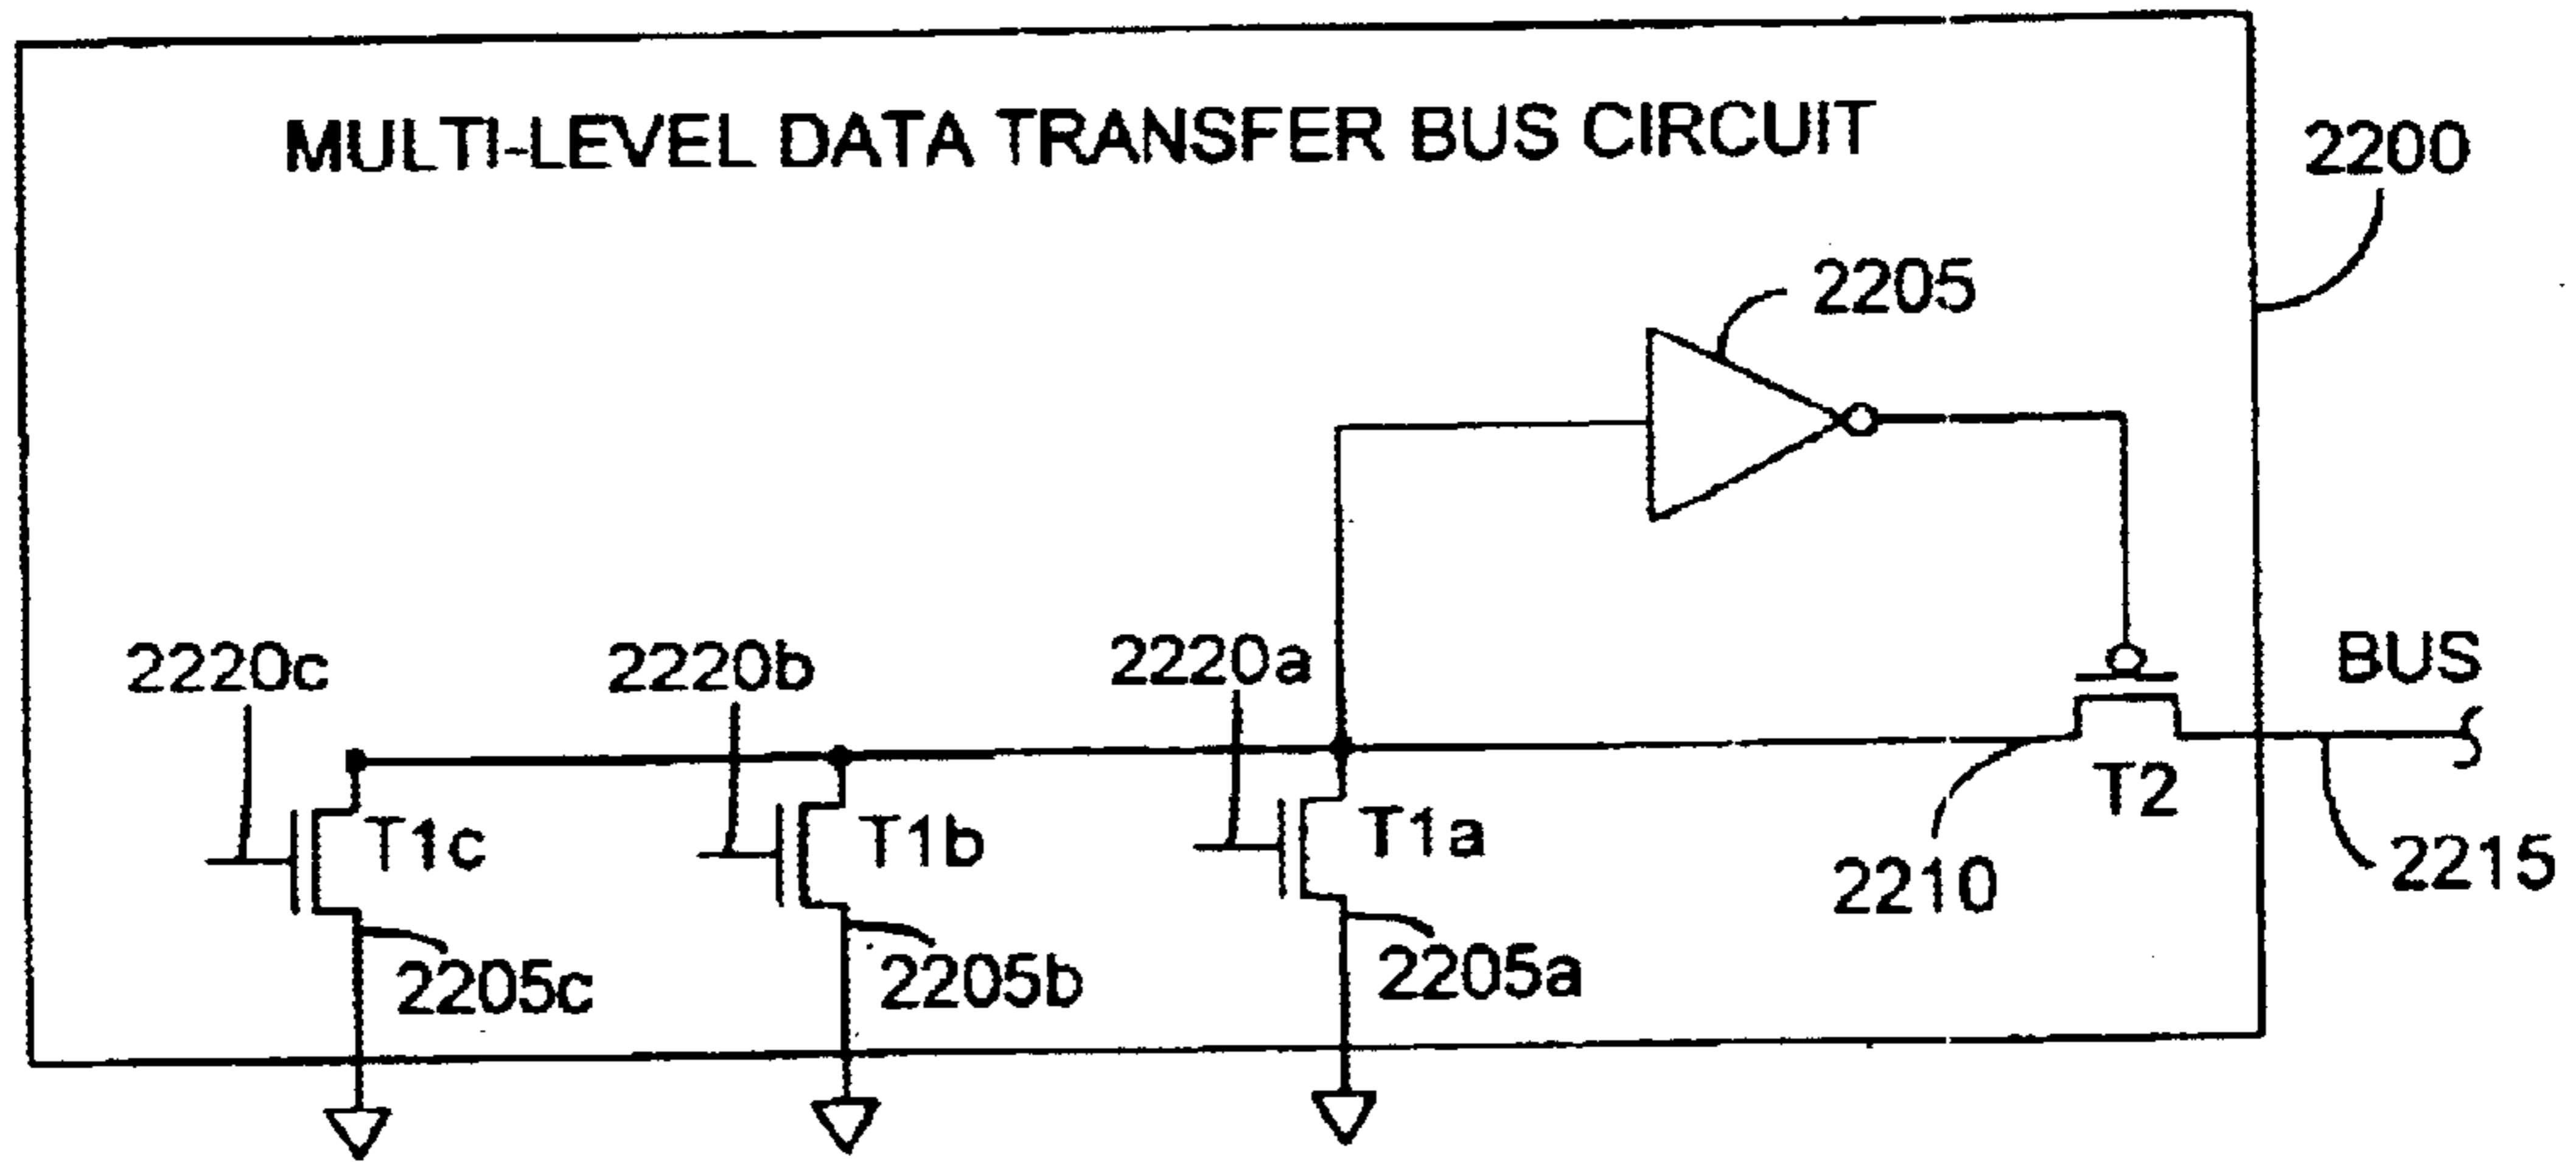 MULTI-LEVEL DATA TRANSFER BUS CIRCUIT
2200
2205
2220c
2220b
2220a
BUS
T1c
T1b
T1a
T2
2210
2215
2205c
2205b
2205a